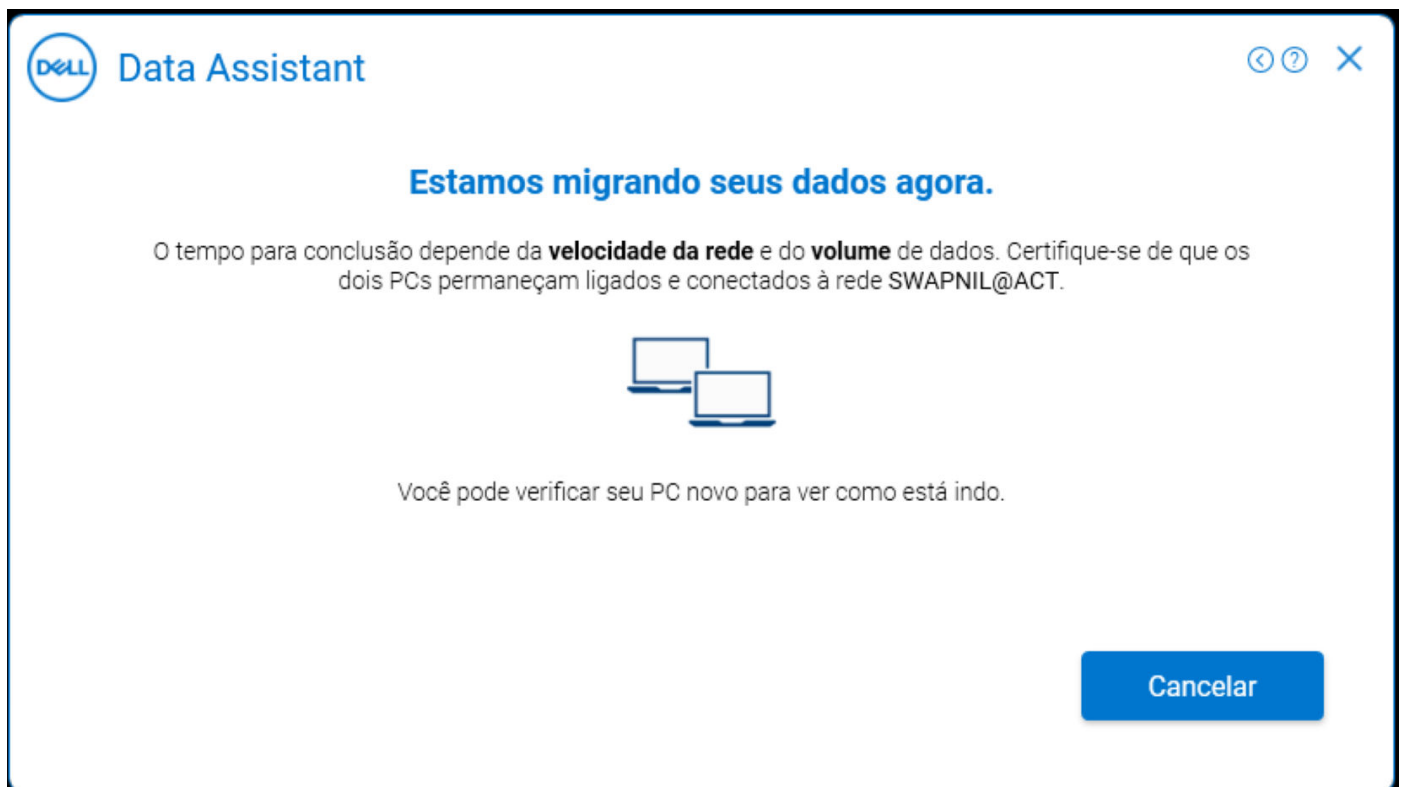 DELL
Data Assistant
Estamos migrando seus dados agora.
O tempo para conclusão depende da velocidade da rede e do volume de dados. Certifique-se de que os
dois PCs permaneçam ligados e conectados à rede SWAPNIL@ACT.
Você pode verificar seu PC novo para ver como está indo.
Cancelar